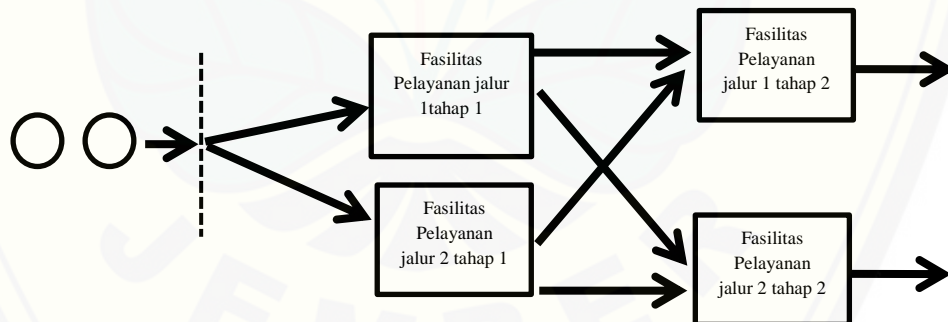 Fasilitas
Pelayanan jalur
1tahap 1
Fasilitas
Pelayanan
jalur 1 tahap 2
Fasilitas
Pelayanan
jalur 2 tahap 1
Fasilitas
Pelayanan
jalur 2 tahap 2